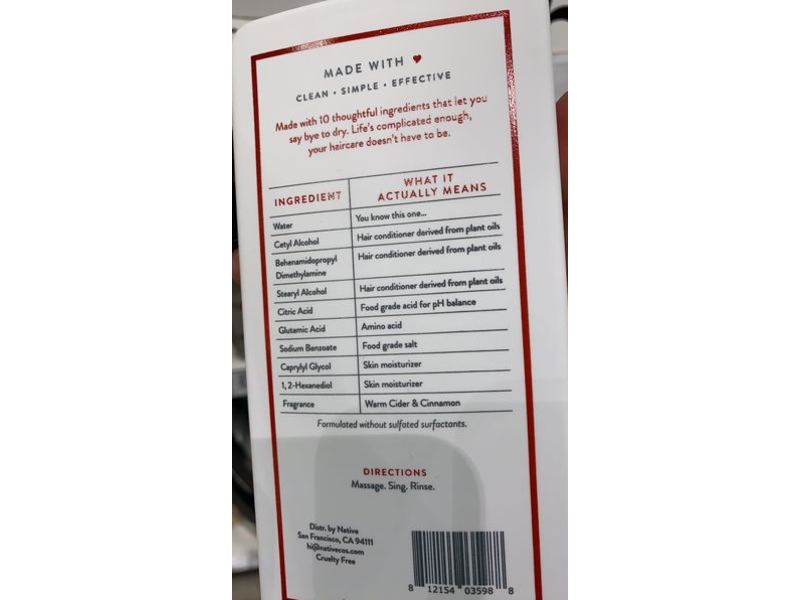 MADE WITH ♥
CLEAN • SIMPLE • EFFECTIVE
Made with 10 thoughtful ingredients that let you
say bye to dry. Life's complicated enough,
your haircare doesn't have to be.
INGREDIENT WHAT IT ACTUALLY MEANS
Water You know this one...
Cetyl Alcohol Hair conditioner derived from plant oils
Behenamidopropyl Dimethylamine Hair conditioner derived from plant oils
Stearyl Alcohol Hair conditioner derived from plant oils
Citric Acid Food grade acid for pH balance
Glutamic Acid Amino acid
Sodium Benzoate Food grade salt
Caprylyl Glycol Skin moisturizer
1, 2-Hexanediol Skin moisturizer
Fragrance Warm Cider & Cinnamon
Formulated without sulfated surfactants.
DIRECTIONS
Massage. Sing. Rinse.
Distr. by Native
San Francisco, CA 94111
hi@nativecos.com
Cruelty Free
8 12154 03598 8